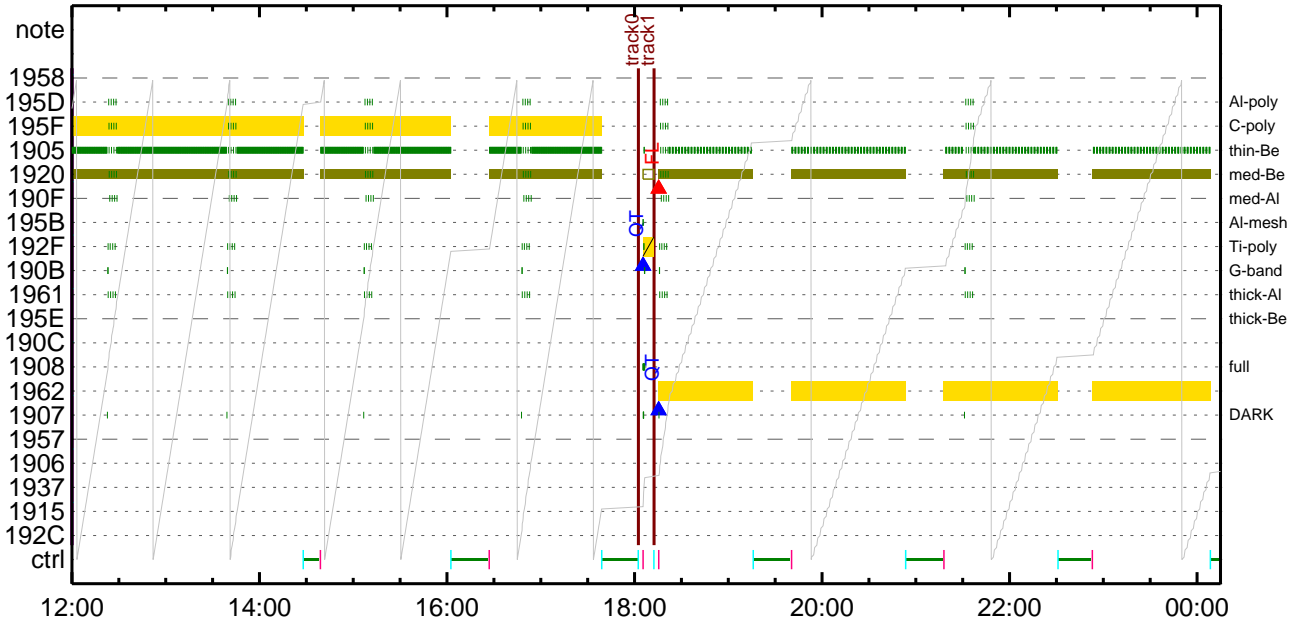 track0
track1
note
1958
195D Al-poly
195F C-poly
1905 thin-Be
FL
1920 med-Be
190F med-Al
195B Al-mesh
QT
192F Ti-poly
190B G-band
1961 thick-Al
195E thick-Be
190C
1908 full
QT
1962
1907 DARK
1957
1906
1937
1915
192C
ctrl
12:00 14:00 16:00 18:00 20:00 22:00 00:00